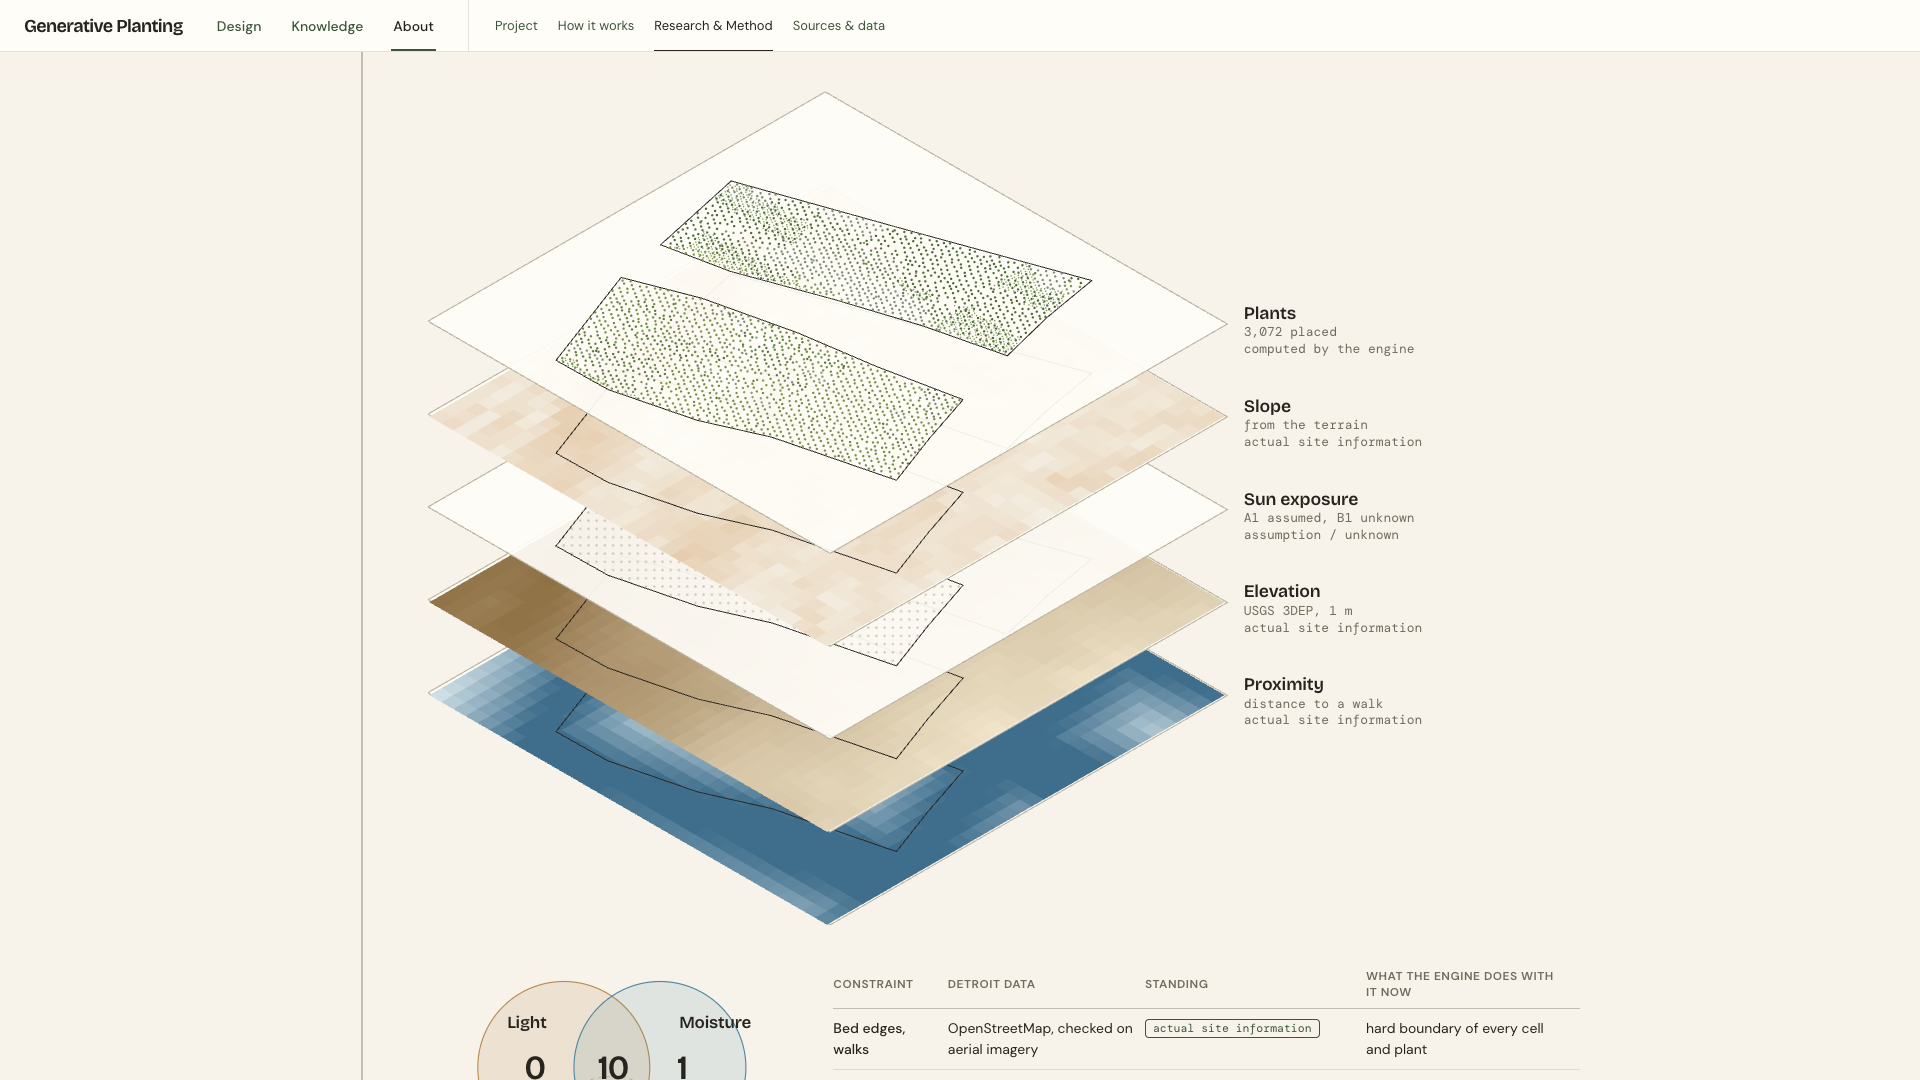 Generative Planting
Design
Knowledge
About
Project
How it works
Research & Method
Sources & data
Plants
3,072 placed
computed by the engine
Slope
from the terrain
actual site information
Sun exposure
A1 assumed, B1 unknown
assumption / unknown
Elevation
USGS 3DEP, 1 m
actual site information
Proximity
distance to a walk
actual site information
Light
Moisture
0
10
1
CONSTRAINT
DETROIT DATA
STANDING
WHAT THE ENGINE DOES WITH
IT NOW
Bed edges,
walks
OpenStreetMap, checked on
aerial imagery
actual site information
hard boundary of every cell
and plant